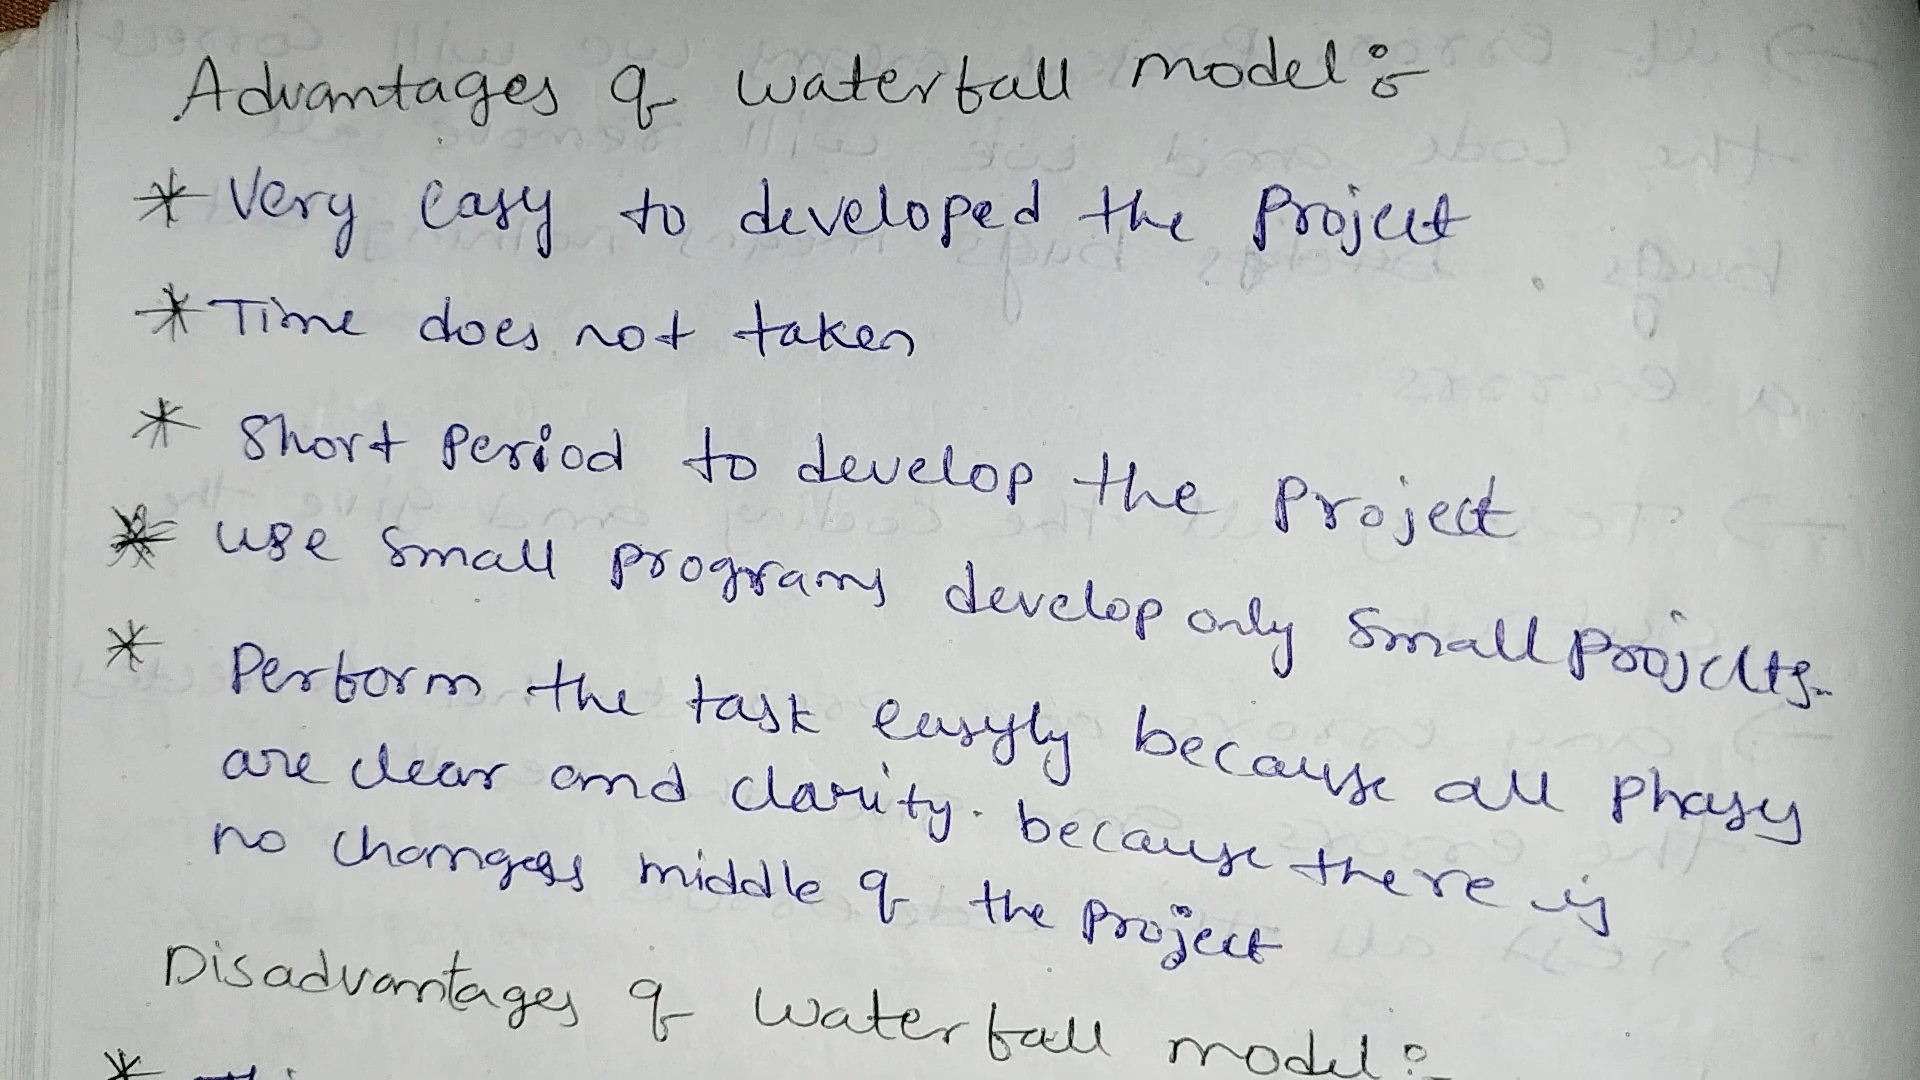 Advantages of waterfall model :-
* Very easy to developed the Project
* Time does not taken
* Short Period to develop the Project
* use small programs develop only small projects.
* Perform the task easyly because all phases
are clear and clarity. because there is
no changes middle of the Project
Disadvantages of waterfall model :-
*